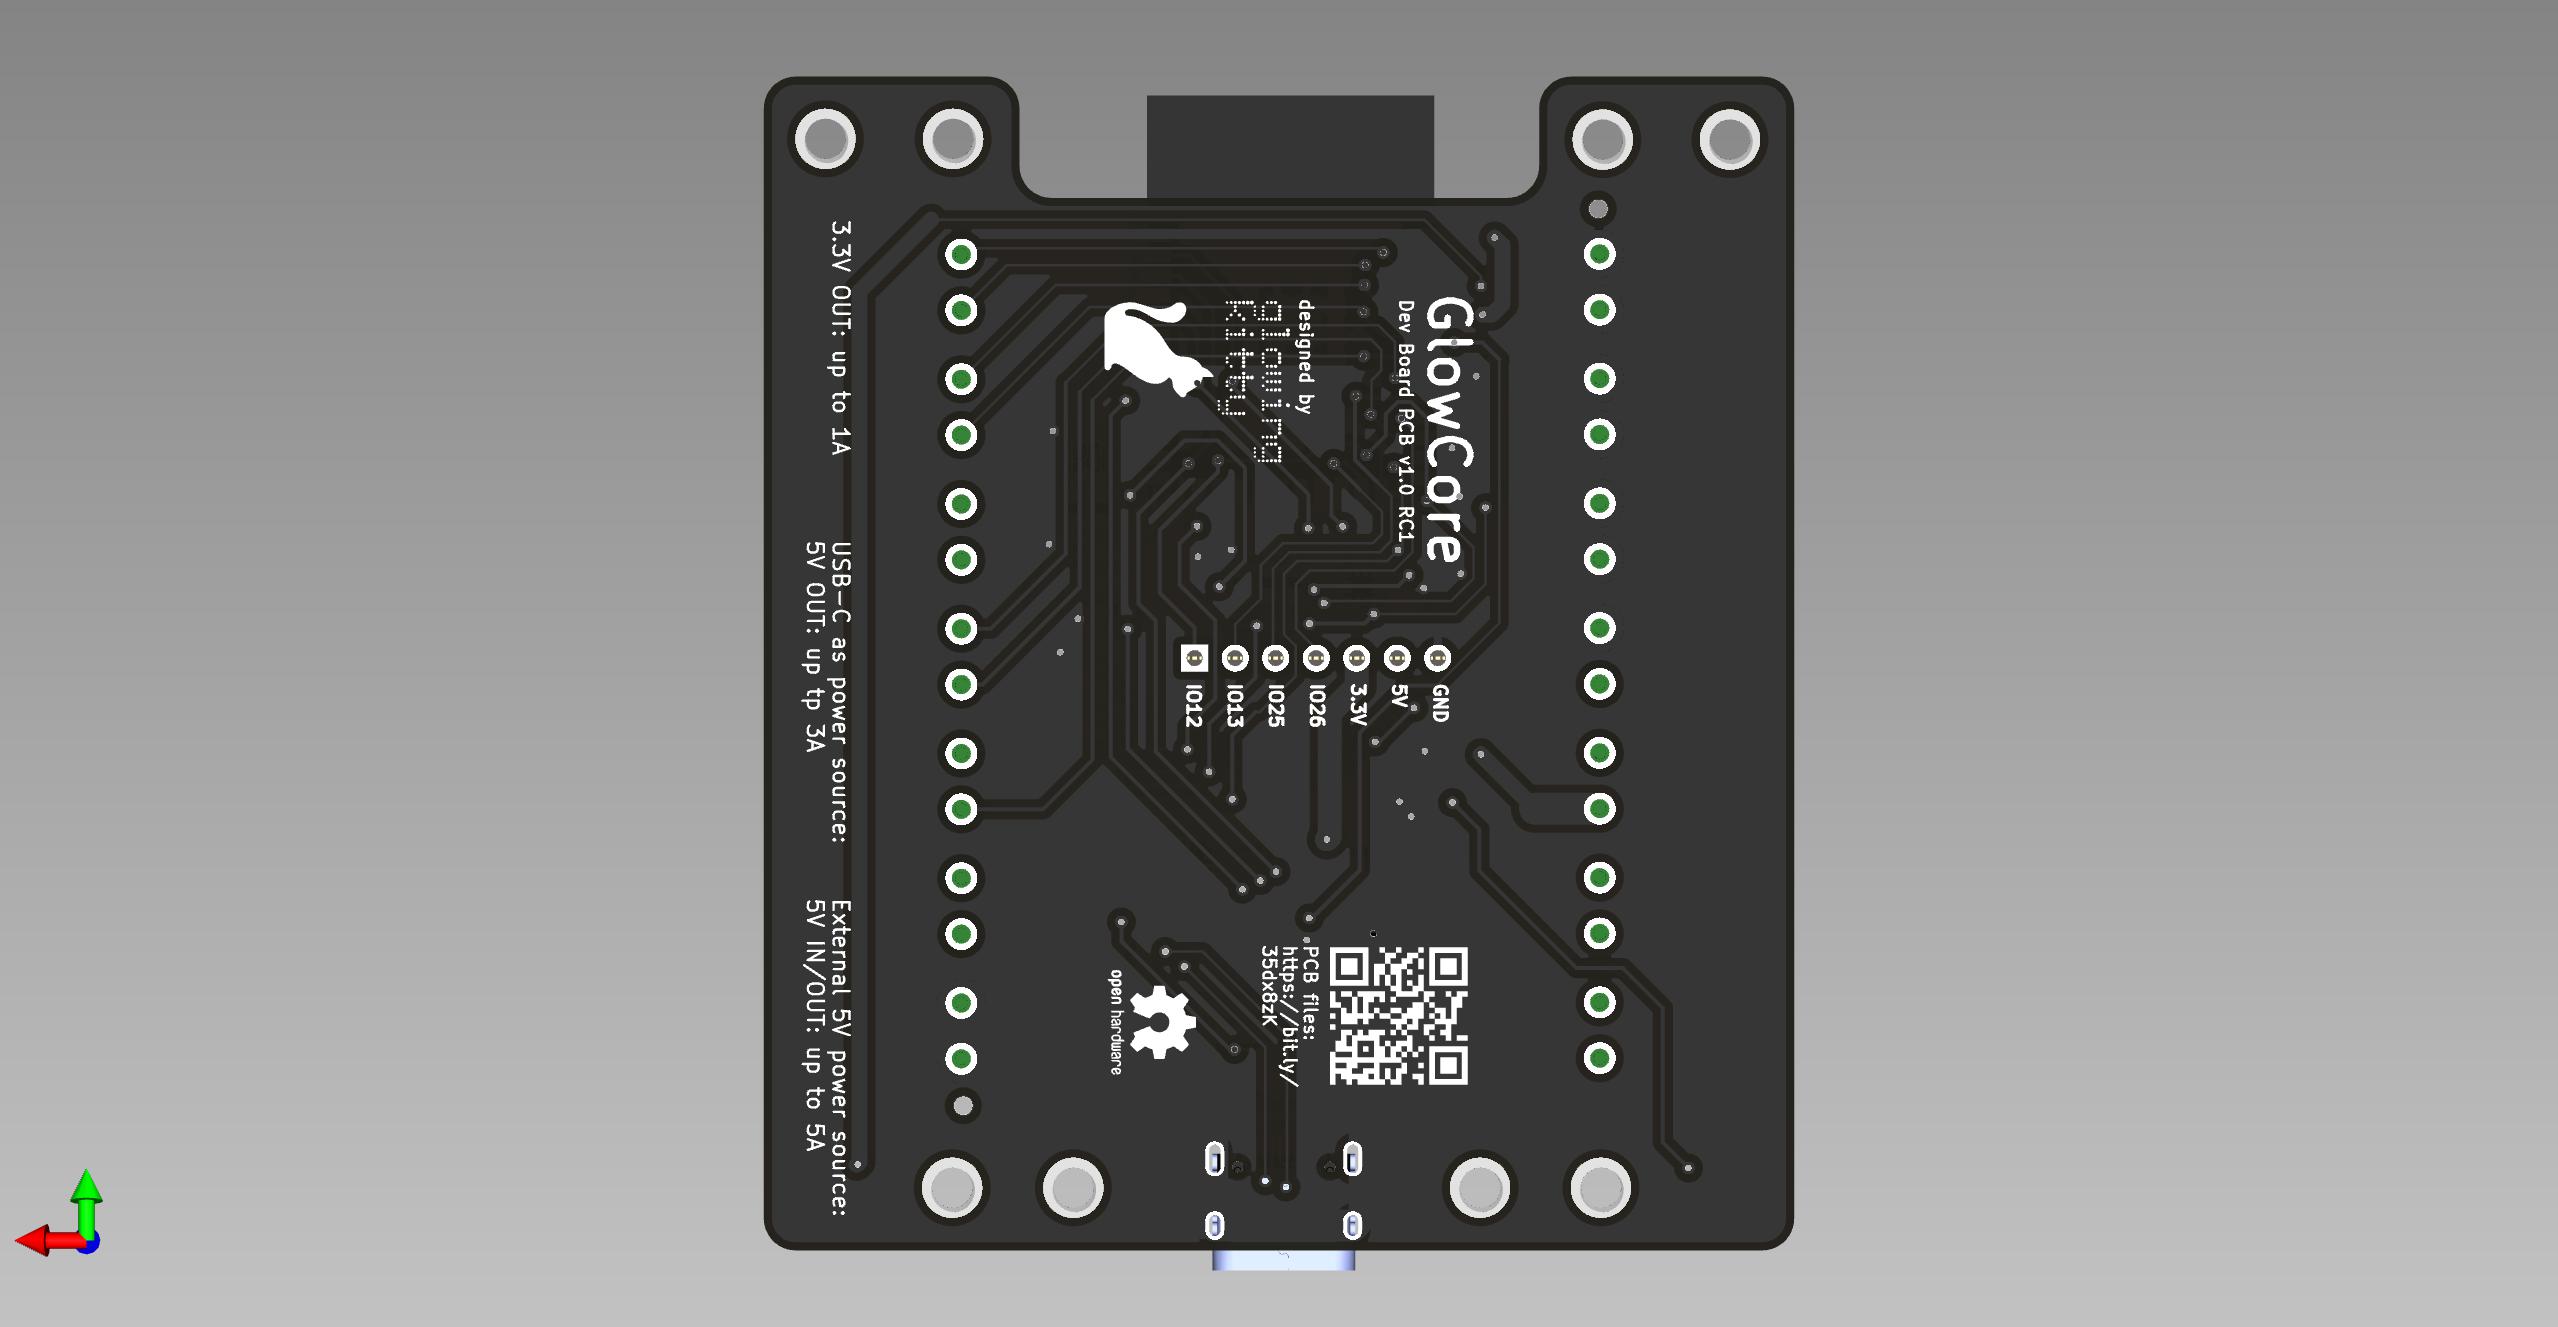 GlowCore
Dev Board PCB v1.0 RC1
designed by
glowing
kitty
GND
5V
3.3V
IO26
IO25
IO13
IO12
PCB files:
https://bit.ly/
35dx8zK
open hardware
3.3V OUT: up to 1A
USB-C as power source:
5V OUT: up tp 3A
External 5V power source:
5V IN/OUT: up to 5A